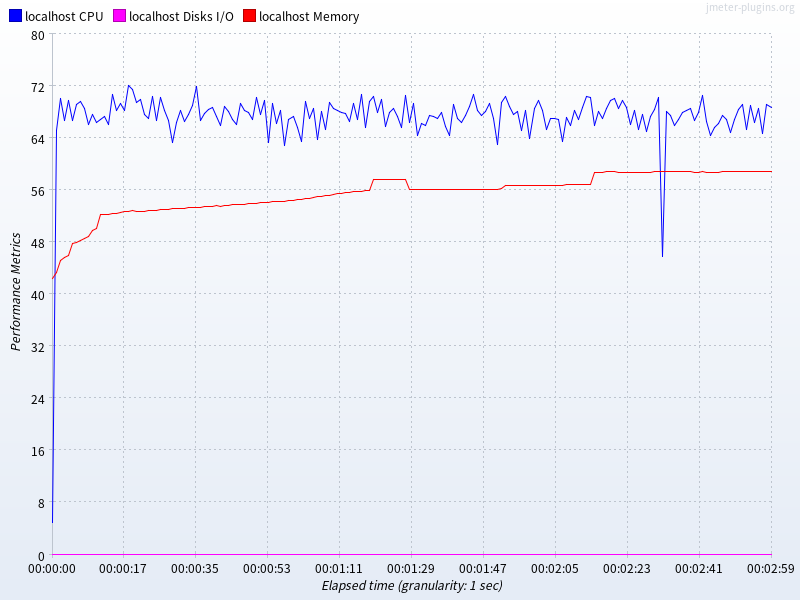 localhost CPU localhost Disks I/O localhost Memory
jmeter-plugins.org
80
72
64
56
48
40
32
24
16
8
0
Performance Metrics
00:00:00 00:00:17 00:00:35 00:00:53 00:01:11 00:01:29 00:01:47 00:02:05 00:02:23 00:02:41 00:02:59
Elapsed time (granularity: 1 sec)